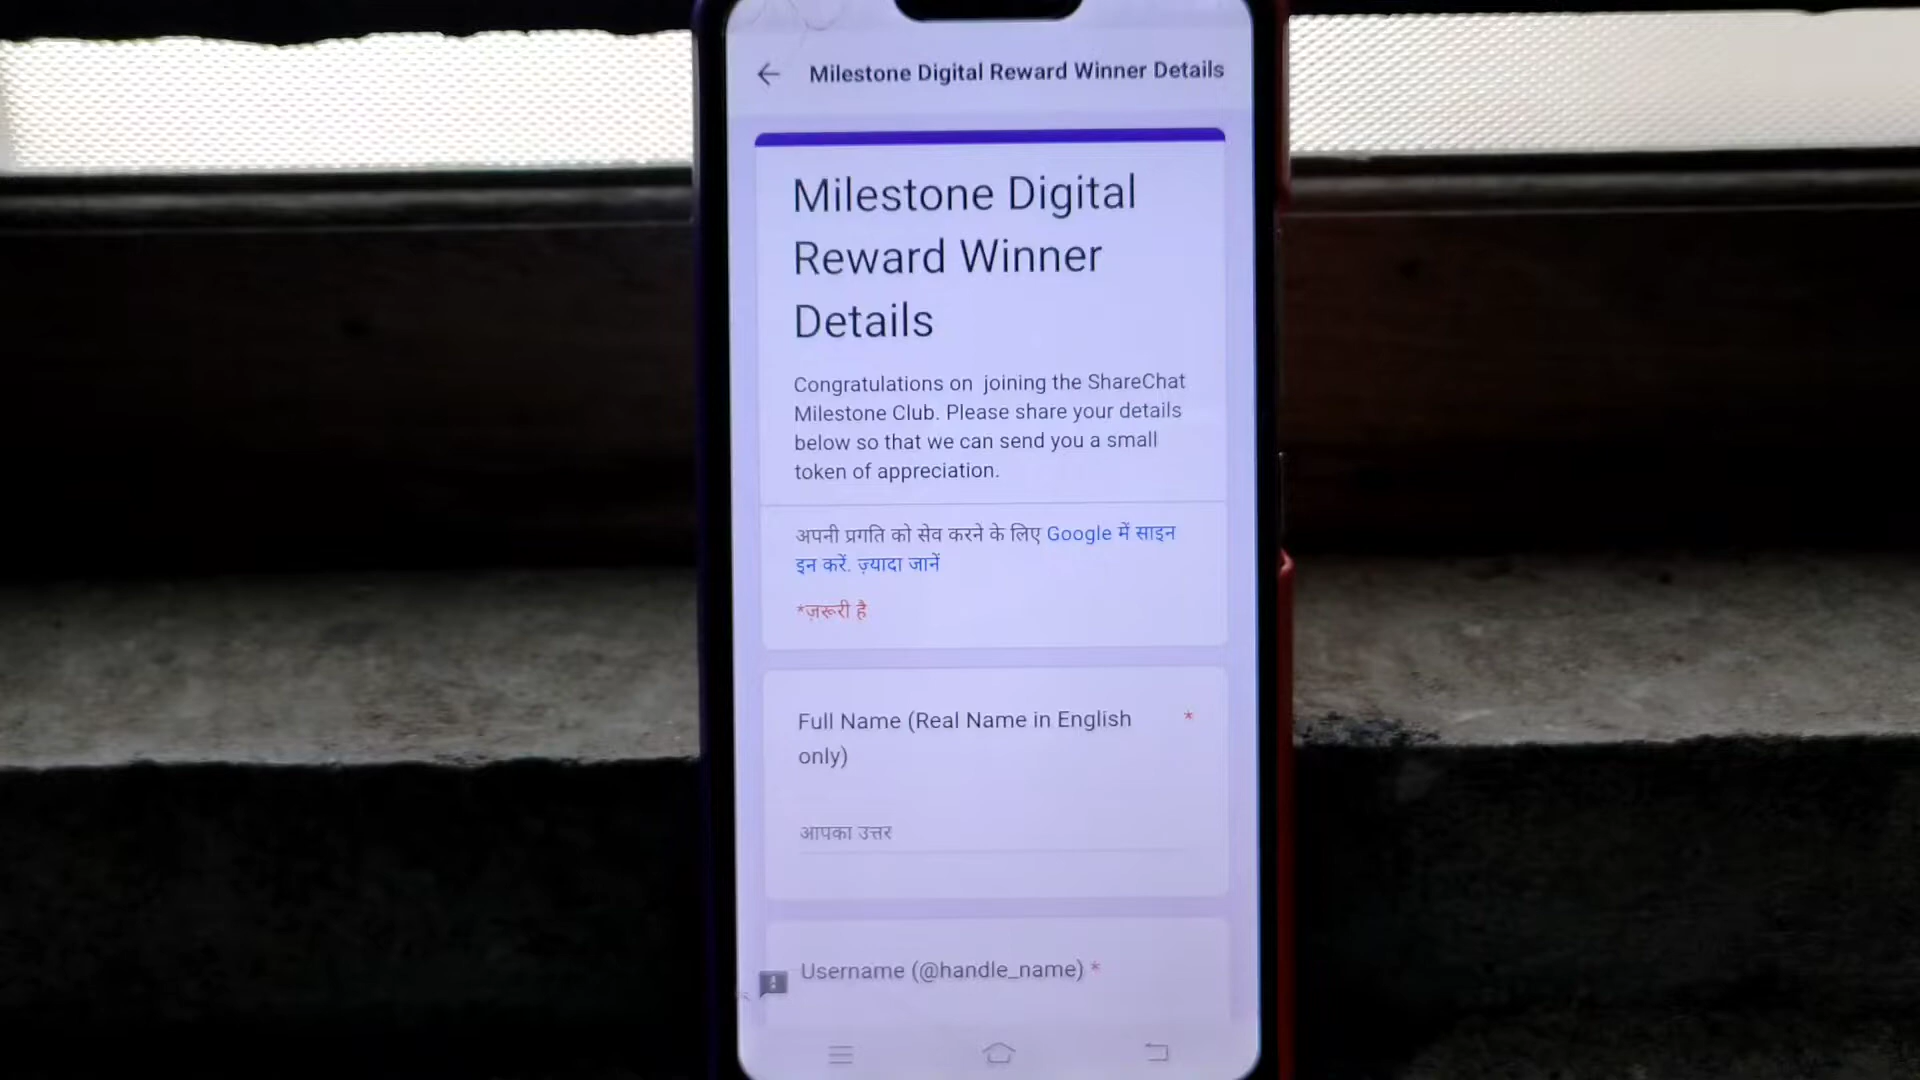 Milestone Digital Reward Winner Details
Milestone Digital
Reward Winner
Details
Congratulations on joining the ShareChat
Milestone Club. Please share your details
below so that we can send you a small
token of appreciation.
अपनी प्रगति को सेव करने के लिए Google में साइन
इन करें. ज़्यादा जानें
*ज़रूरी है
Full Name (Real Name in English *
only)
आपका उत्तर
Username (@handle_name) *